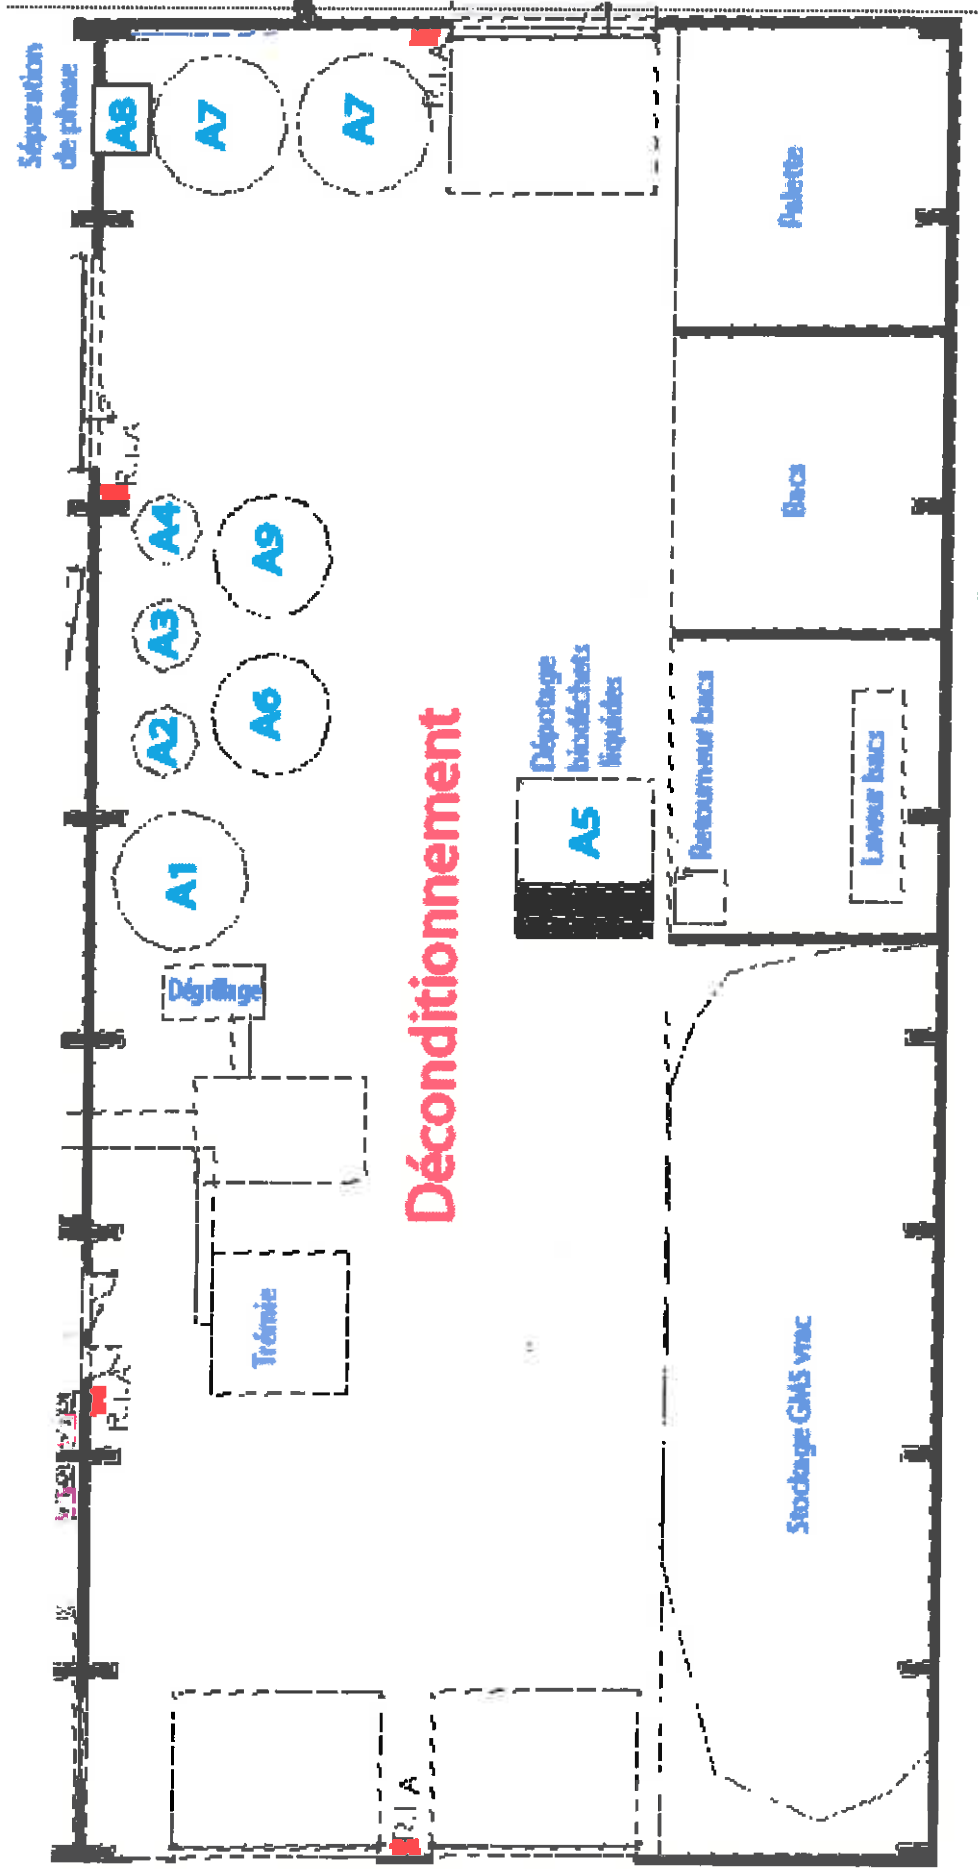 Séparation
de phase
A8
A7
A7
R.I.A
Palette
R.I.A
A4
A9
Bacs
A3
A2
A6
Dépotage
biodéchets
liquides
A1
A5
Retourneur bacs
Laveur bacs
Dégrillage
Déconditionnement
Trémie
R.I.A
Stockage GMS vrac
R.I.A